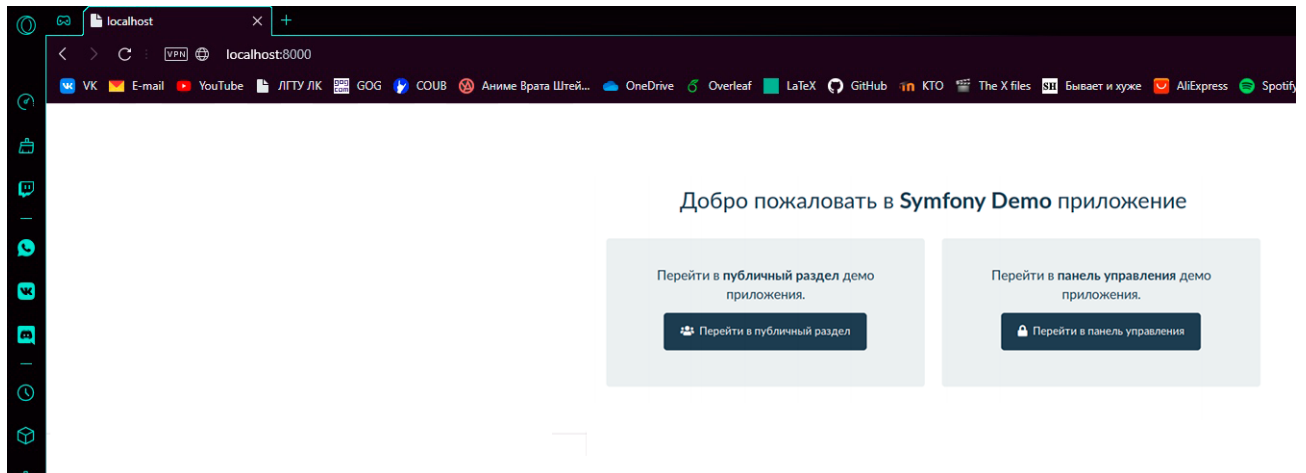 localhost
VPN localhost:8000
VK E-mail YouTube ЛГТУ ЛК GOG COUB Аниме Врата Штей... OneDrive Overleaf LaTeX GitHub КТО The X files SH Бывает и хуже AliExpress Spotify
Добро пожаловать в Symfony Demo приложение
Перейти в публичный раздел демо
приложения.
Перейти в публичный раздел
Перейти в панель управления демо
приложения.
Перейти в панель управления